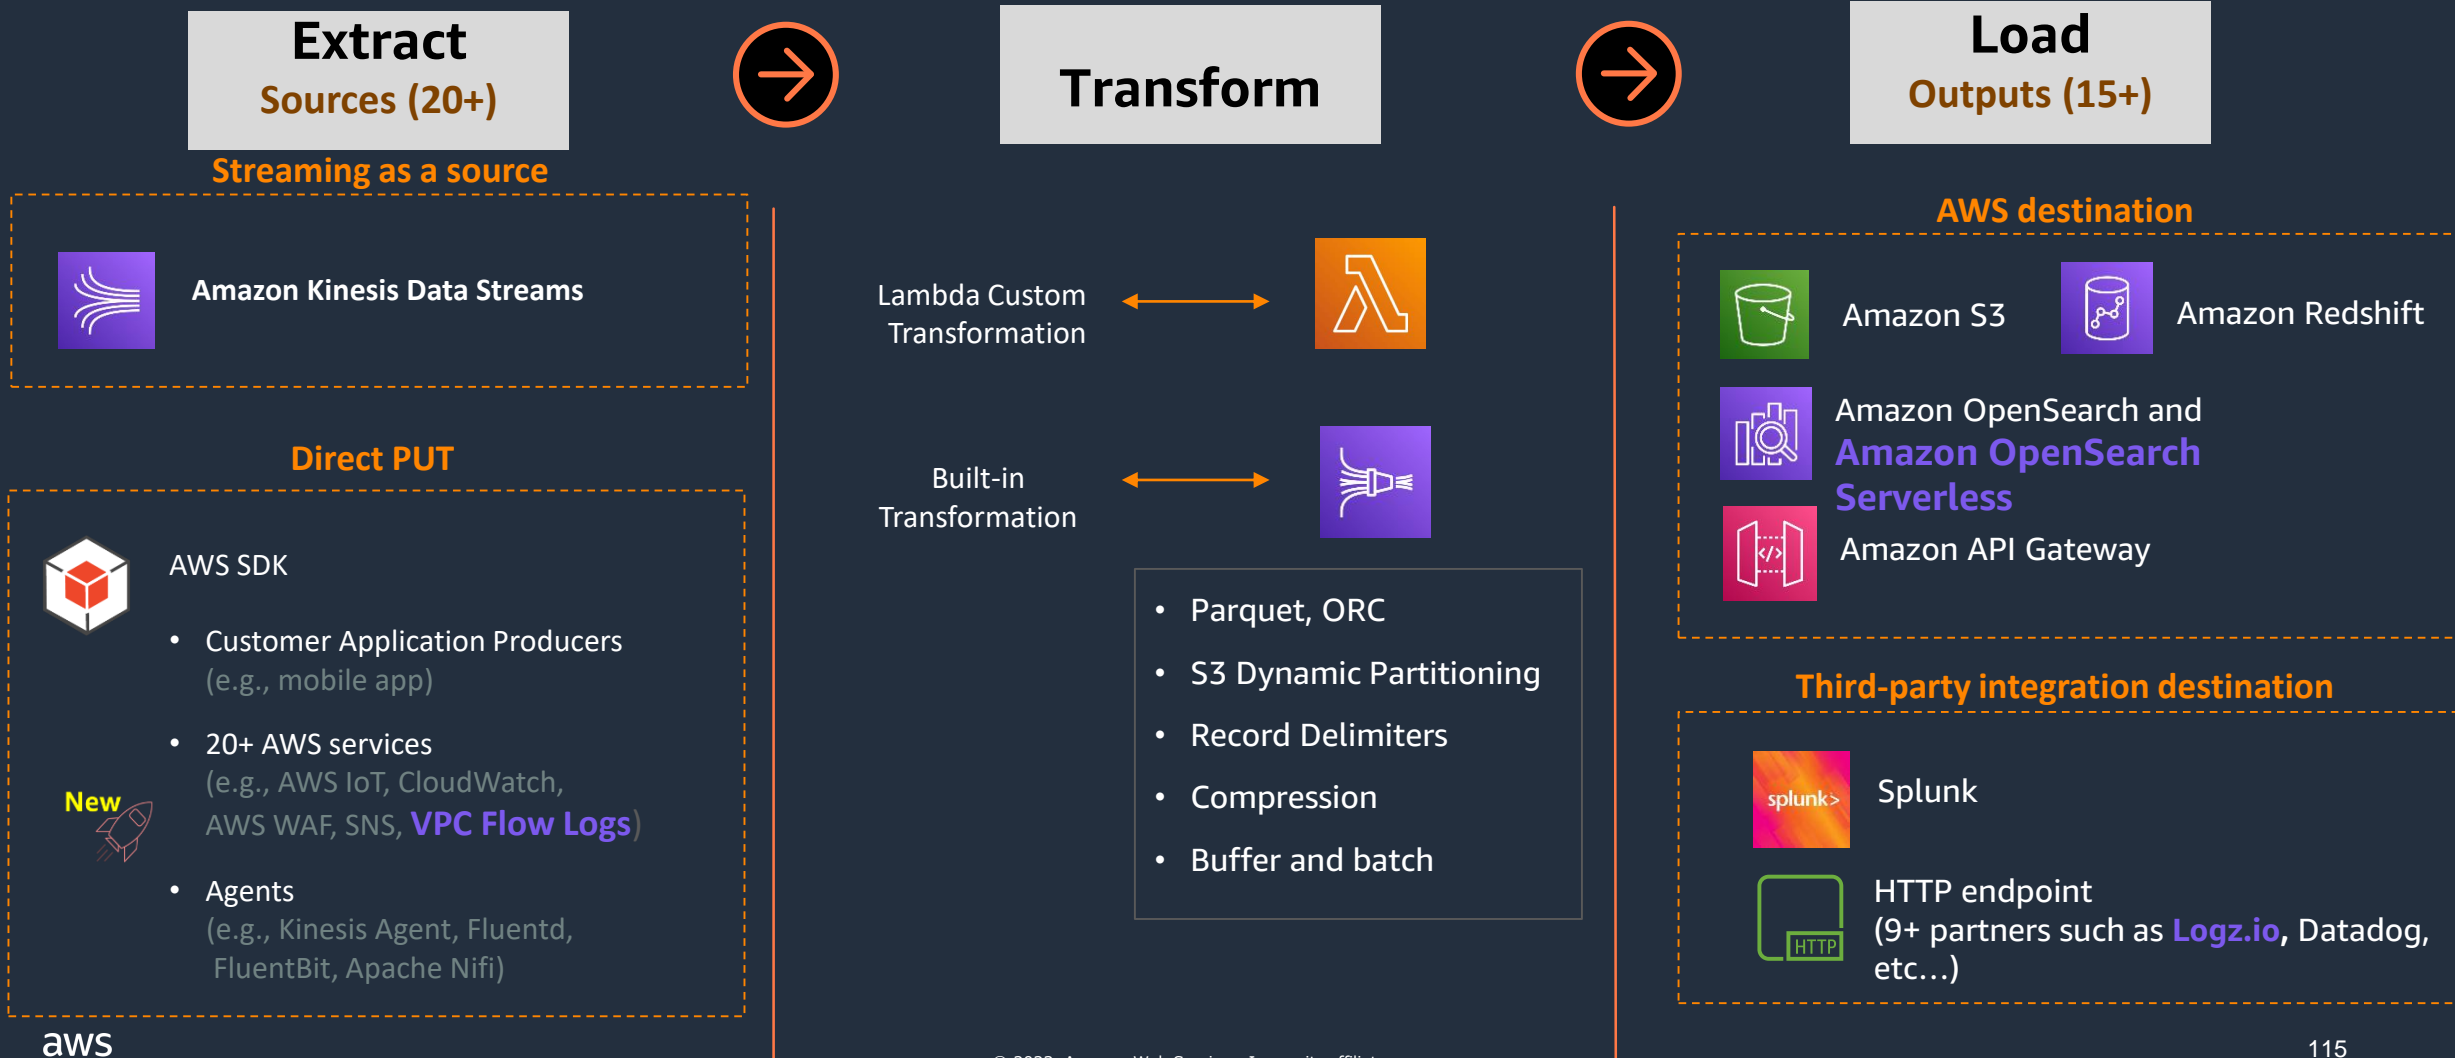 Extract
Sources (20+)
Transform
Load
Outputs (15+)
Streaming as a source
Amazon Kinesis Data Streams
Direct PUT
AWS SDK
• Customer Application Producers
(e.g., mobile app)
• 20+ AWS services
(e.g., AWS IoT, CloudWatch,
AWS WAF, SNS, VPC Flow Logs)
New
• Agents
(e.g., Kinesis Agent, Fluentd,
FluentBit, Apache Nifi)
aws
Lambda Custom
Transformation
Built-in
Transformation
• Parquet, ORC
• S3 Dynamic Partitioning
• Record Delimiters
• Compression
• Buffer and batch
AWS destination
Amazon S3
Amazon Redshift
Amazon OpenSearch and
Amazon OpenSearch
Serverless
</>
Amazon API Gateway
Third-party integration destination
splunk>
Splunk
HTTP
HTTP endpoint
(9+ partners such as Logz.io, Datadog,
etc...)
115